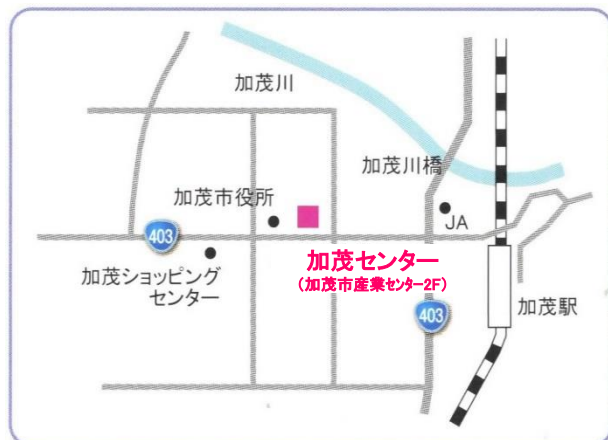 加茂川
加茂川橋
加茂市役所
JA
403
加茂センター
(加茂市産業センター2F)
加茂ショッピング
センター
403
加茂駅